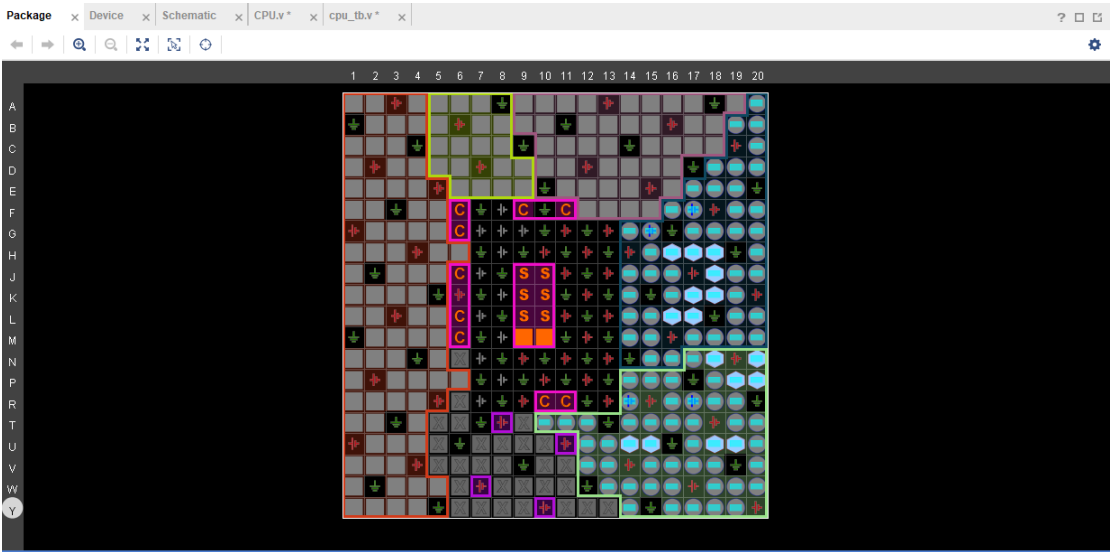 Package × Device × Schematic × CPU.v * × cpu_tb.v * × ?
1 2 3 4 5 6 7 8 9 10 11 12 13 14 15 16 17 18 19 20
A
B
C
D
E
F C C C
G C
H
J C S S
K S S
L C S S
M C
N X
P
R X C C
T X X X X
U X X X X X
V X X X X X X X
W X X X X X
Y X X X X X X X X